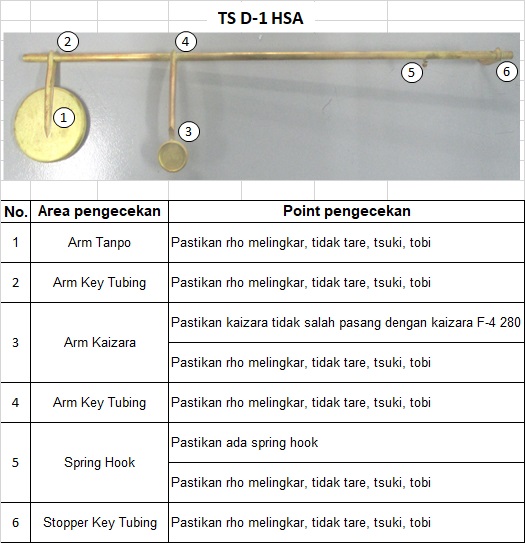 TS D-1 HSA
2
4
5
6
1
3
No. Area pengecekan Point pengecekan
1 Arm Tanpo Pastikan rho melingkar, tidak tare, tsuki, tobi
2 Arm Key Tubing Pastikan rho melingkar, tidak tare, tsuki, tobi
3 Arm Kaizara Pastikan kaizara tidak salah pasang dengan kaizara F-4 280
Pastikan rho melingkar, tidak tare, tsuki, tobi
4 Arm Key Tubing Pastikan rho melingkar, tidak tare, tsuki, tobi
5 Spring Hook Pastikan ada spring hook
Pastikan rho melingkar, tidak tare, tsuki, tobi
6 Stopper Key Tubing Pastikan rho melingkar, tidak tare, tsuki, tobi